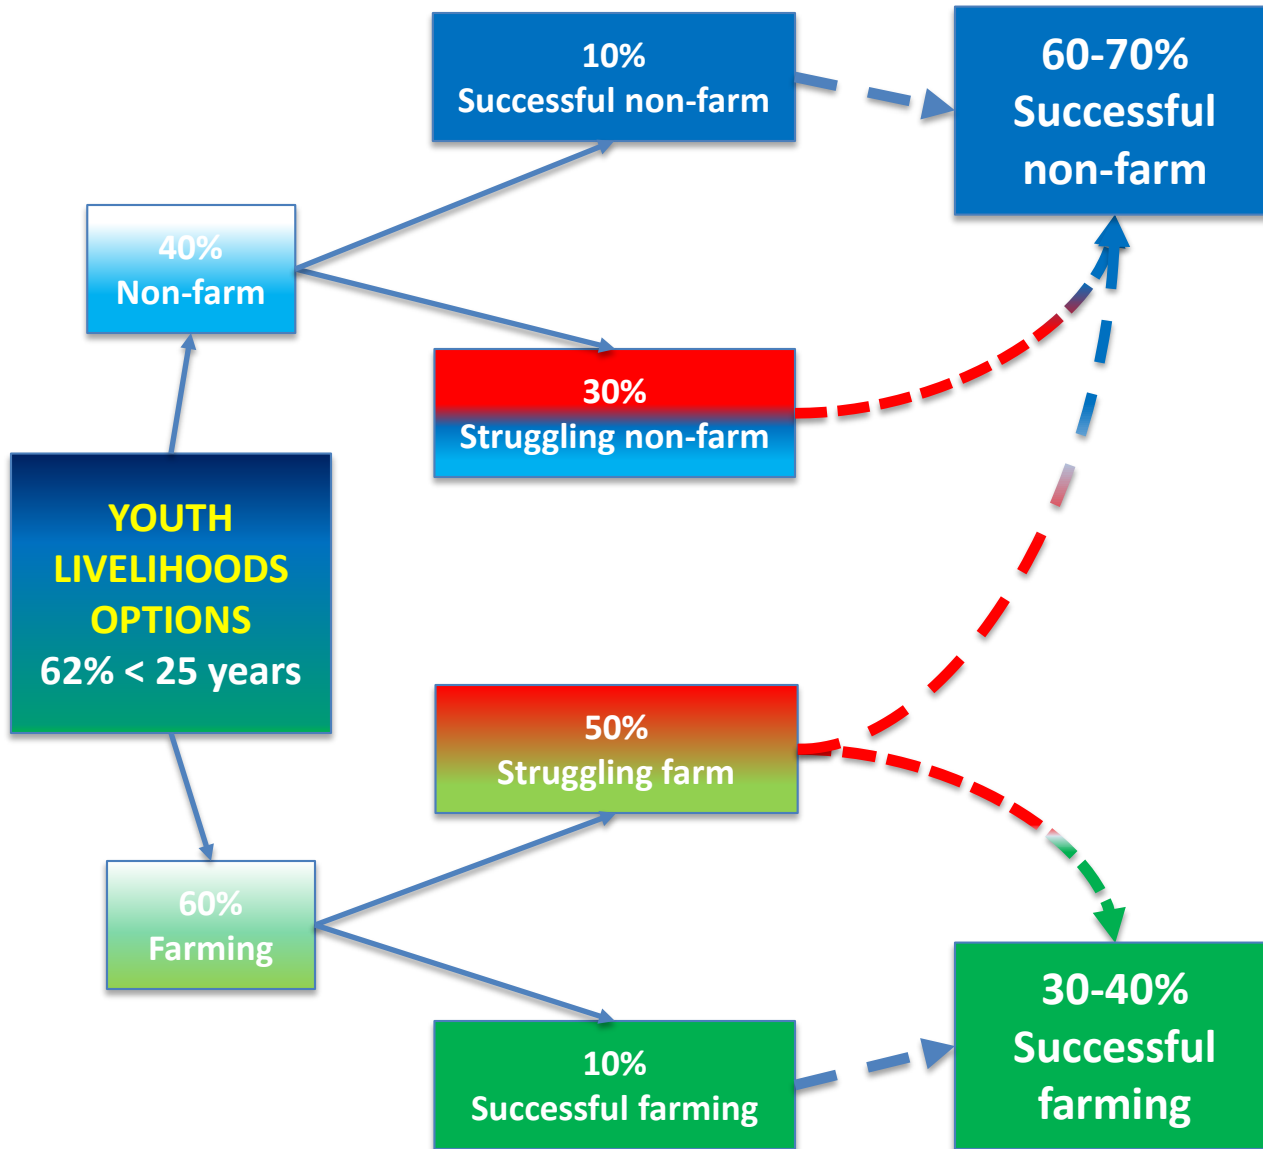 10%
Successful non-farm
60-70%
Successful
non-farm
40%
Non-farm
30%
Struggling non-farm
YOUTH
LIVELIHOODS
OPTIONS
62% < 25 years
50%
Struggling farm
60%
Farming
10%
Successful farming
30-40%
Successful
farming